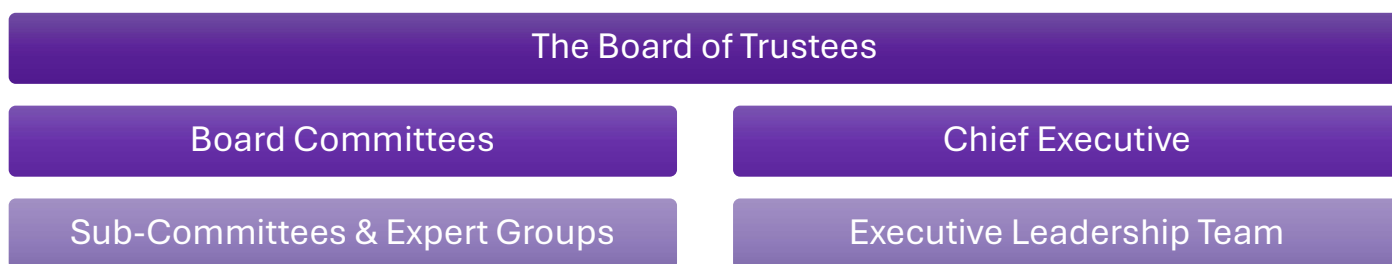 The Board of Trustees
Board Committees
Chief Executive
Sub-Committees & Expert Groups
Executive Leadership Team